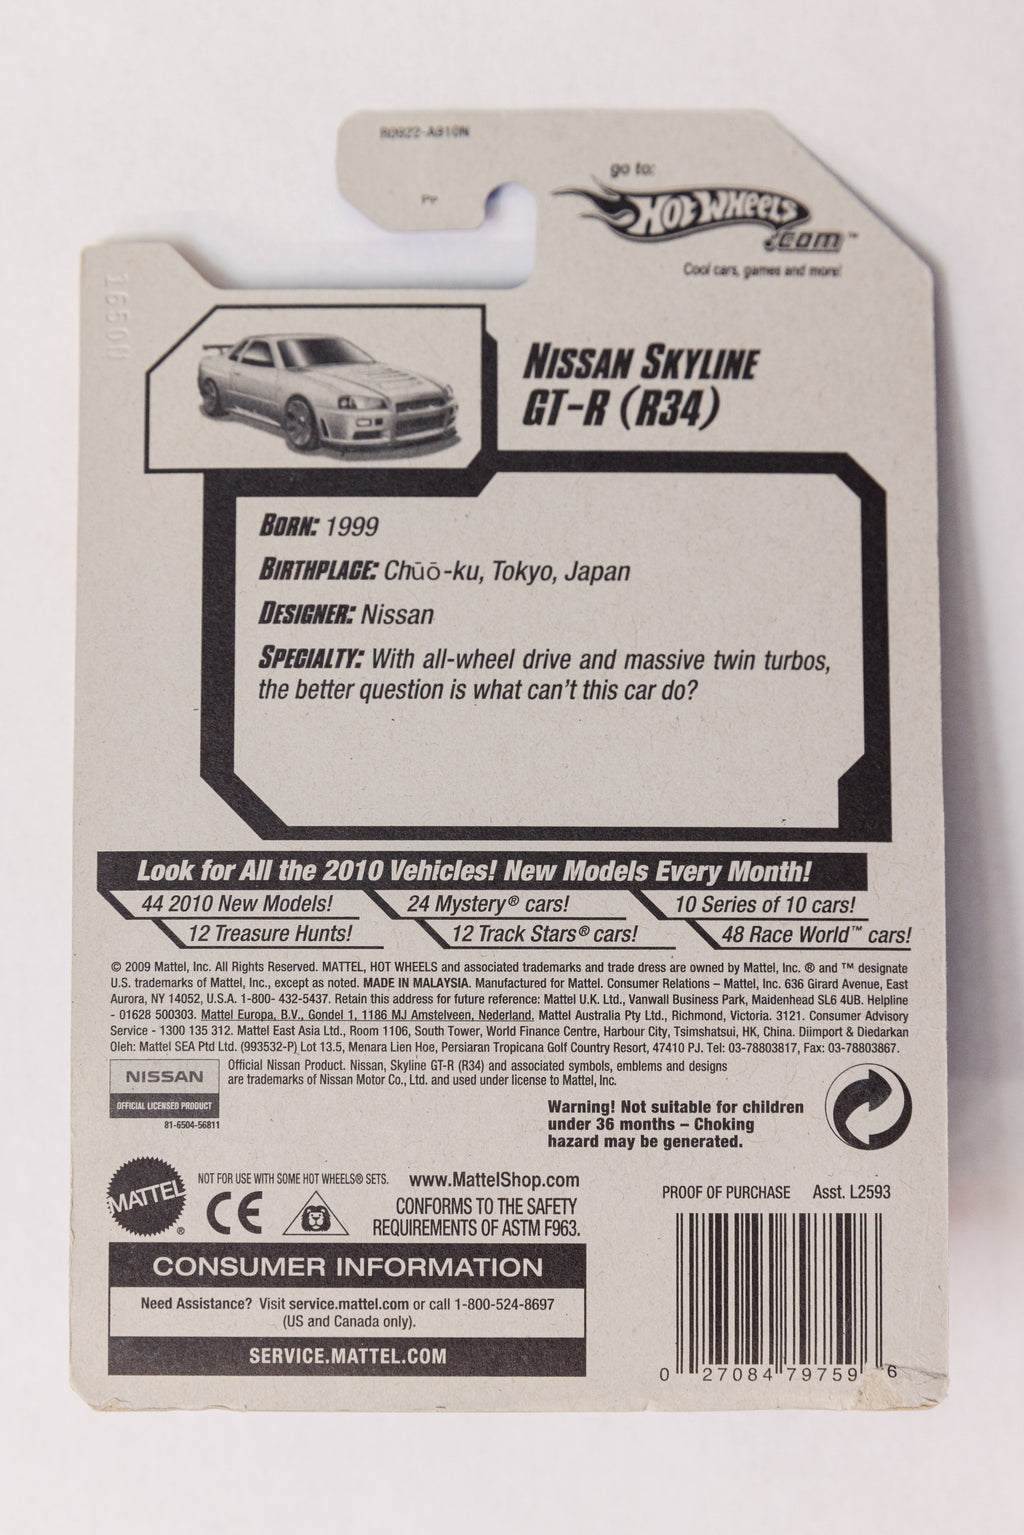 R0922-A910N
go to:
HOT WHEELS
.com™
Cool cars, games and more!
16500
NISSAN SKYLINE
GT-R (R34)
BORN: 1999
BIRTHPLACE: Chūō-ku, Tokyo, Japan
DESIGNER: Nissan
SPECIALTY: With all-wheel drive and massive twin turbos,
the better question is what can't this car do?
Look for All the 2010 Vehicles! New Models Every Month!
44 2010 New Models! 24 Mystery® cars! 10 Series of 10 cars!
12 Treasure Hunts! 12 Track Stars® cars! 48 Race World™ cars!
© 2009 Mattel, Inc. All Rights Reserved. MATTEL, HOT WHEELS and associated trademarks and trade dress are owned by Mattel, Inc. ® and ™ designate
U.S. trademarks of Mattel, Inc., except as noted. MADE IN MALAYSIA. Manufactured for Mattel. Consumer Relations – Mattel, Inc. 636 Girard Avenue, East
Aurora, NY 14052, U.S.A. 1-800- 432-5437. Retain this address for future reference: Mattel U.K. Ltd., Vanwall Business Park, Maidenhead SL6 4UB. Helpline
- 01628 500303. Mattel Europa, B.V., Gondel 1, 1186 MJ Amstelveen, Nederland. Mattel Australia Pty Ltd., Richmond, Victoria. 3121. Consumer Advisory
Service - 1300 135 312. Mattel East Asia Ltd., Room 1106, South Tower, World Finance Centre, Harbour City, Tsimshatsui, HK, China. Diimport & Diedarkan
Oleh: Mattel SEA Ptd Ltd. (993532-P) Lot 13.5, Menara Lien Hoe, Persiaran Tropicana Golf Country Resort, 47410 PJ. Tel: 03-78803817, Fax: 03-78803867.
NISSAN
OFFICIAL LICENSED PRODUCT
81-6504-56811
Official Nissan Product. Nissan, Skyline GT-R (R34) and associated symbols, emblems and designs
are trademarks of Nissan Motor Co., Ltd. and used under license to Mattel, Inc.
Warning! Not suitable for children
under 36 months – Choking
hazard may be generated.
MATTEL®
NOT FOR USE WITH SOME HOT WHEELS® SETS.
CE
www.MattelShop.com
CONFORMS TO THE SAFETY
REQUIREMENTS OF ASTM F963.
PROOF OF PURCHASE Asst. L2593
CONSUMER INFORMATION
Need Assistance? Visit service.mattel.com or call 1-800-524-8697
(US and Canada only).
SERVICE.MATTEL.COM
0 27084 79759 6